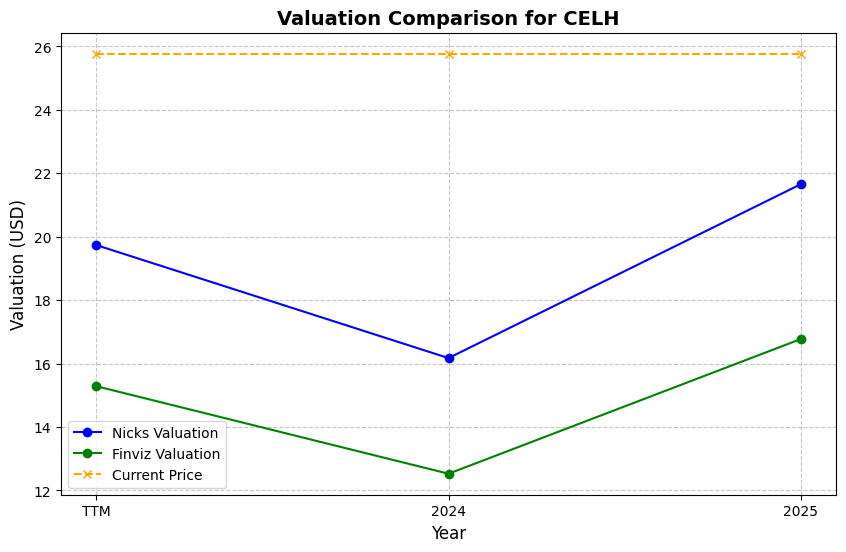 Valuation Comparison for CELH
Valuation (USD)
26
24
22
20
18
16
14
12
Nicks Valuation
Finviz Valuation
Current Price
TTM 2024 2025
Year